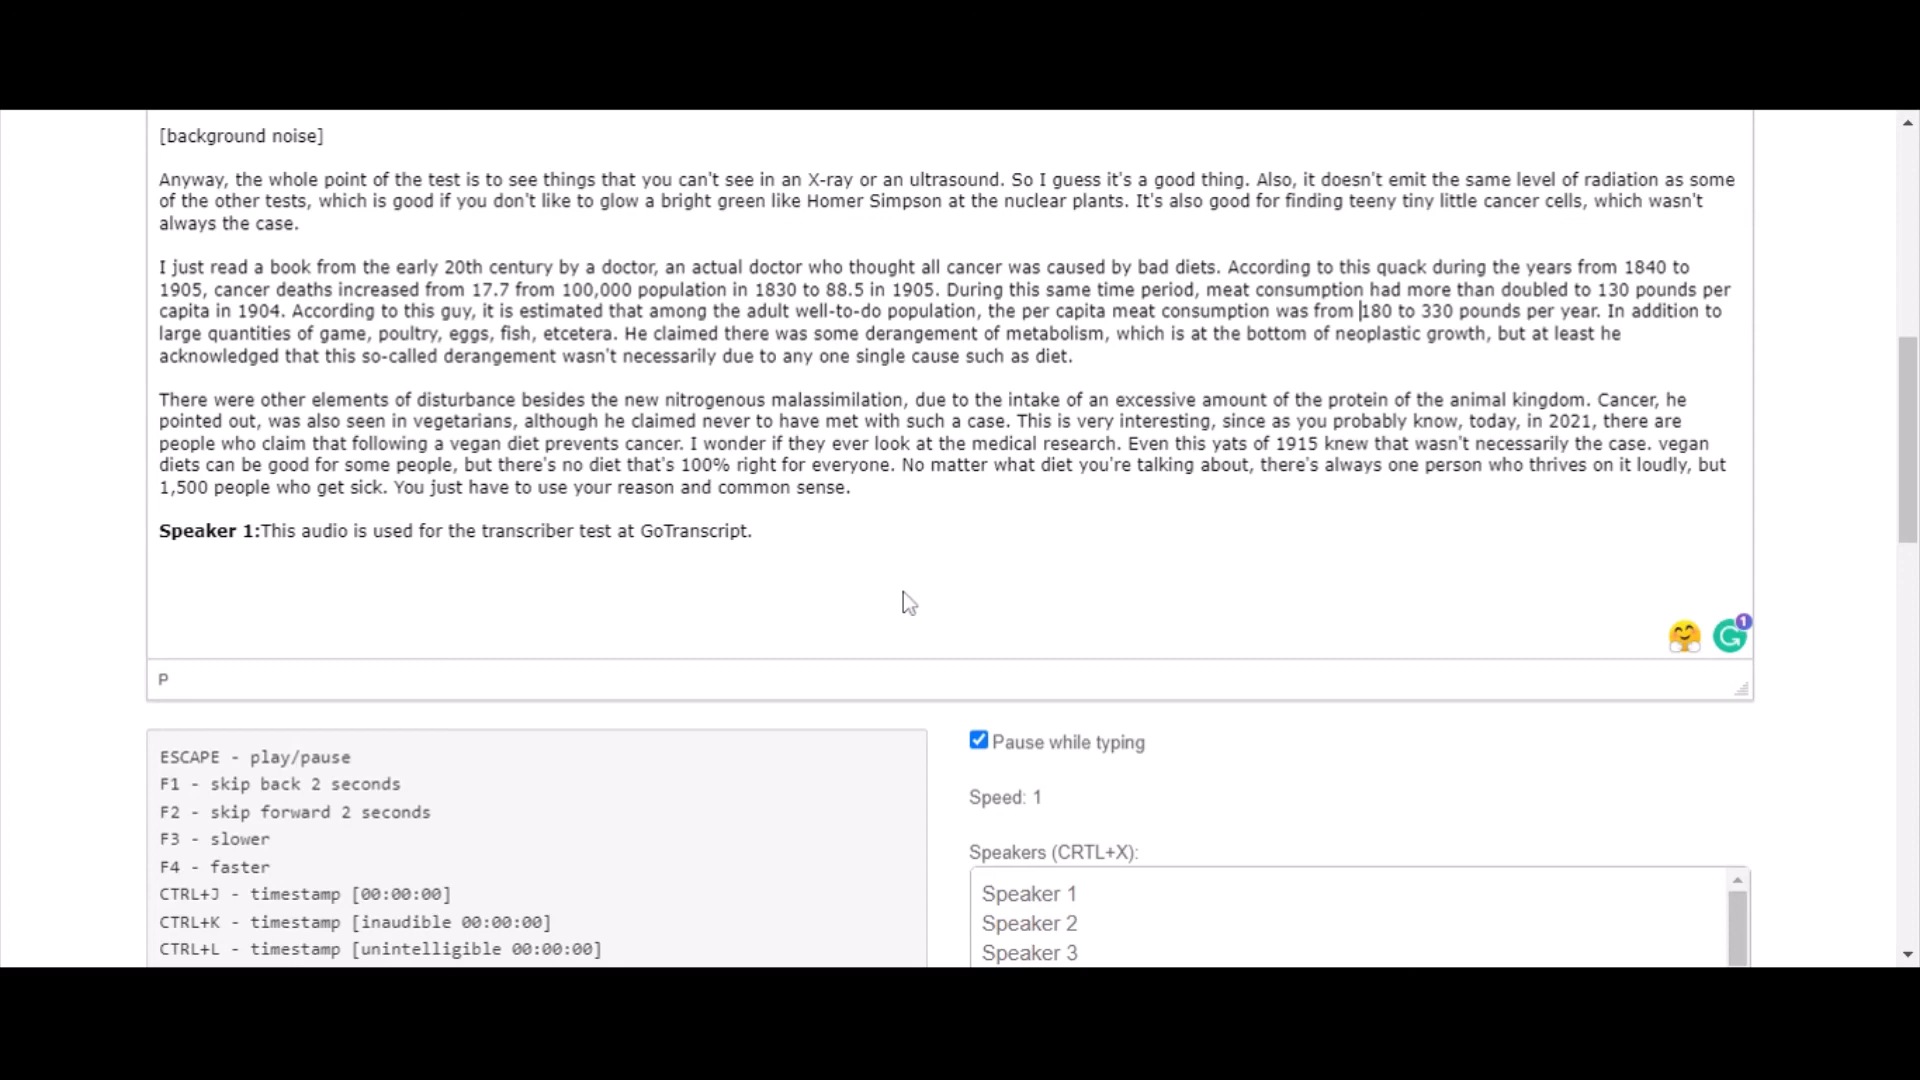 [background noise]
Anyway, the whole point of the test is to see things that you can't see in an X-ray or an ultrasound. So I guess it's a good thing. Also, it doesn't emit the same level of radiation as some
of the other tests, which is good if you don't like to glow a bright green like Homer Simpson at the nuclear plants. It's also good for finding teeny tiny little cancer cells, which wasn't
always the case.
I just read a book from the early 20th century by a doctor, an actual doctor who thought all cancer was caused by bad diets. According to this quack during the years from 1840 to
1905, cancer deaths increased from 17.7 from 100,000 population in 1830 to 88.5 in 1905. During this same time period, meat consumption had more than doubled to 130 pounds per
capita in 1904. According to this guy, it is estimated that among the adult well-to-do population, the per capita meat consumption was from 180 to 330 pounds per year. In addition to
large quantities of game, poultry, eggs, fish, etcetera. He claimed there was some derangement of metabolism, which is at the bottom of neoplastic growth, but at least he
acknowledged that this so-called derangement wasn't necessarily due to any one single cause such as diet.
There were other elements of disturbance besides the new nitrogenous malassimilation, due to the intake of an excessive amount of the protein of the animal kingdom. Cancer, he
pointed out, was also seen in vegetarians, although he claimed never to have met with such a case. This is very interesting, since as you probably know, today, in 2021, there are
people who claim that following a vegan diet prevents cancer. I wonder if they ever look at the medical research. Even this yats of 1915 knew that wasn't necessarily the case. vegan
diets can be good for some people, but there's no diet that's 100% right for everyone. No matter what diet you're talking about, there's always one person who thrives on it loudly, but
1,500 people who get sick. You just have to use your reason and common sense.
Speaker 1:This audio is used for the transcriber test at GoTranscript.
1
P
ESCAPE - play/pause
F1 - skip back 2 seconds
F2 - skip forward 2 seconds
F3 - slower
F4 - faster
CTRL+J - timestamp [00:00:00]
CTRL+K - timestamp [inaudible 00:00:00]
CTRL+L - timestamp [unintelligible 00:00:00]
Pause while typing
Speed: 1
Speakers (CRTL+X):
Speaker 1
Speaker 2
Speaker 3